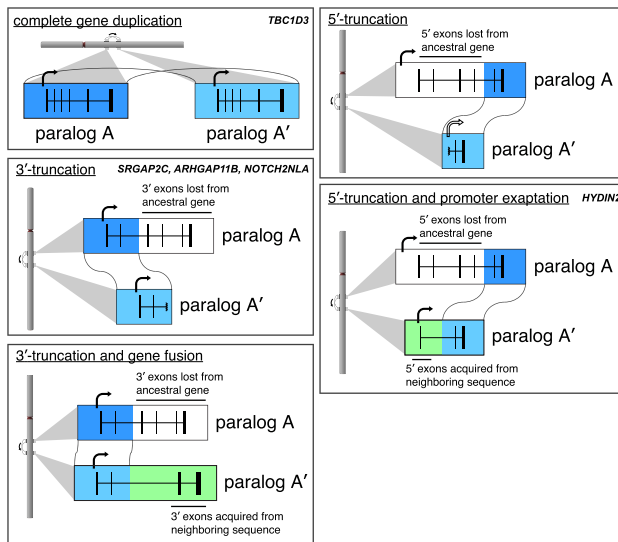 complete gene duplication
TBC1D3
paralog A
paralog A′
3′-truncation
SRGAP2C, ARHGAP11B, NOTCH2NLA
3′ exons lost from
ancestral gene
paralog A
paralog A′
3′-truncation and gene fusion
3′ exons lost from
ancestral gene
paralog A
paralog A′
3′ exons acquired from
neighboring sequence
5′-truncation
5′ exons lost from
ancestral gene
paralog A
paralog A′
5′-truncation and promoter exaptation
HYDIN2
5′ exons lost from
ancestral gene
paralog A
paralog A′
5′ exons acquired from
neighboring sequence